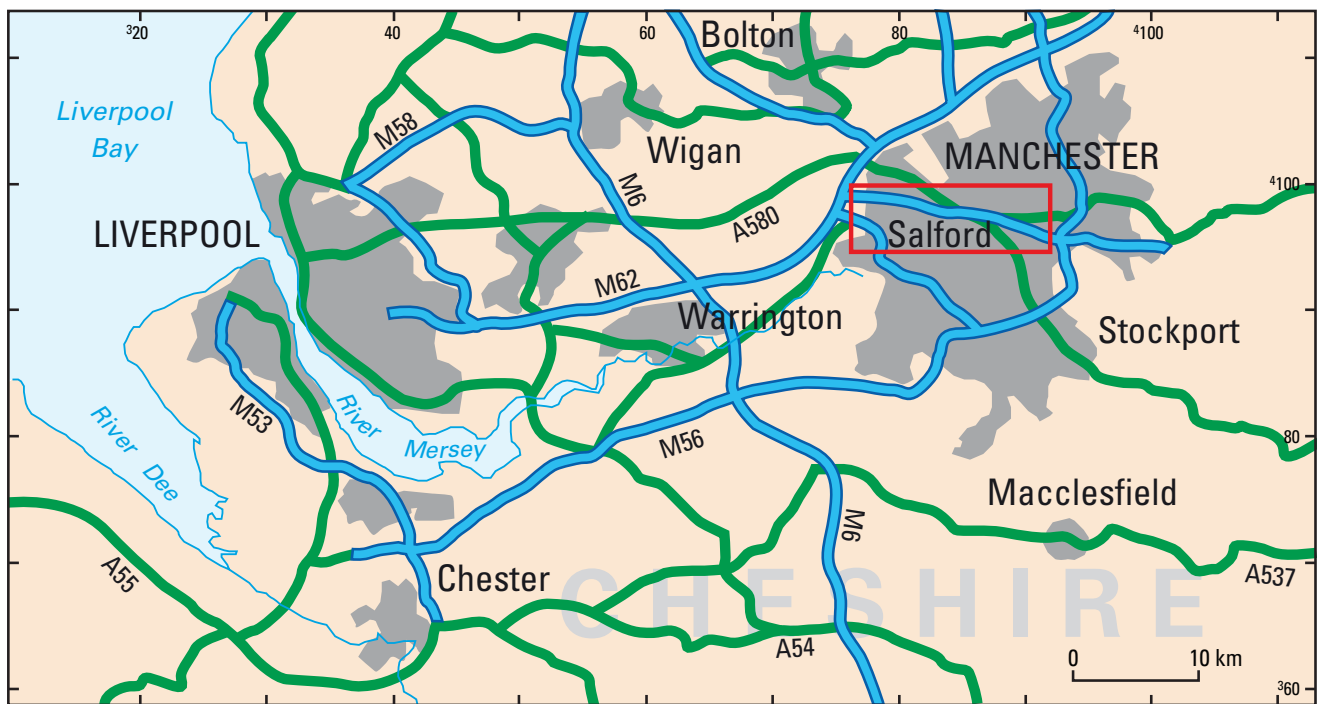 ³20
40
60
80
⁴100
Bolton
Liverpool
Bay
M58
Wigan
MANCHESTER
M6
⁴100
A580
LIVERPOOL
Salford
M62
Warrington
Stockport
M53
River
Mersey
River Dee
M56
80
Macclesfield
M6
A55
Chester
CHESHIRE
A537
A54
0
10 km
³60